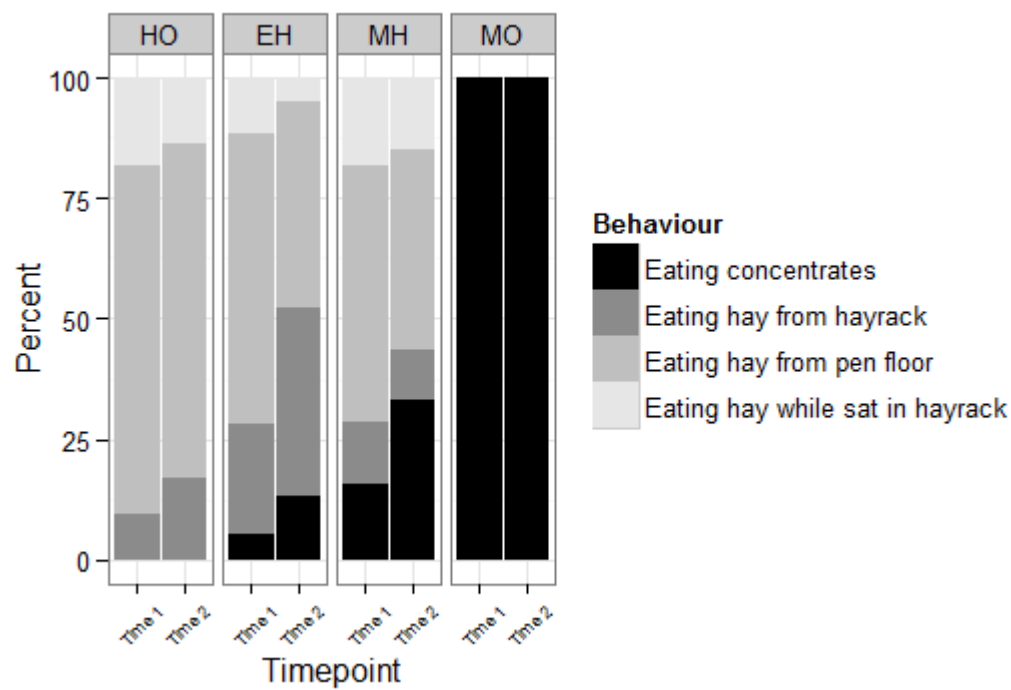 HO EH MH MO
100
75
50
25
0
Percent
Time 1 Time 2 Time 1 Time 2 Time 1 Time 2 Time 1 Time 2
Timepoint
Behaviour
Eating concentrates
Eating hay from hayrack
Eating hay from pen floor
Eating hay while sat in hayrack